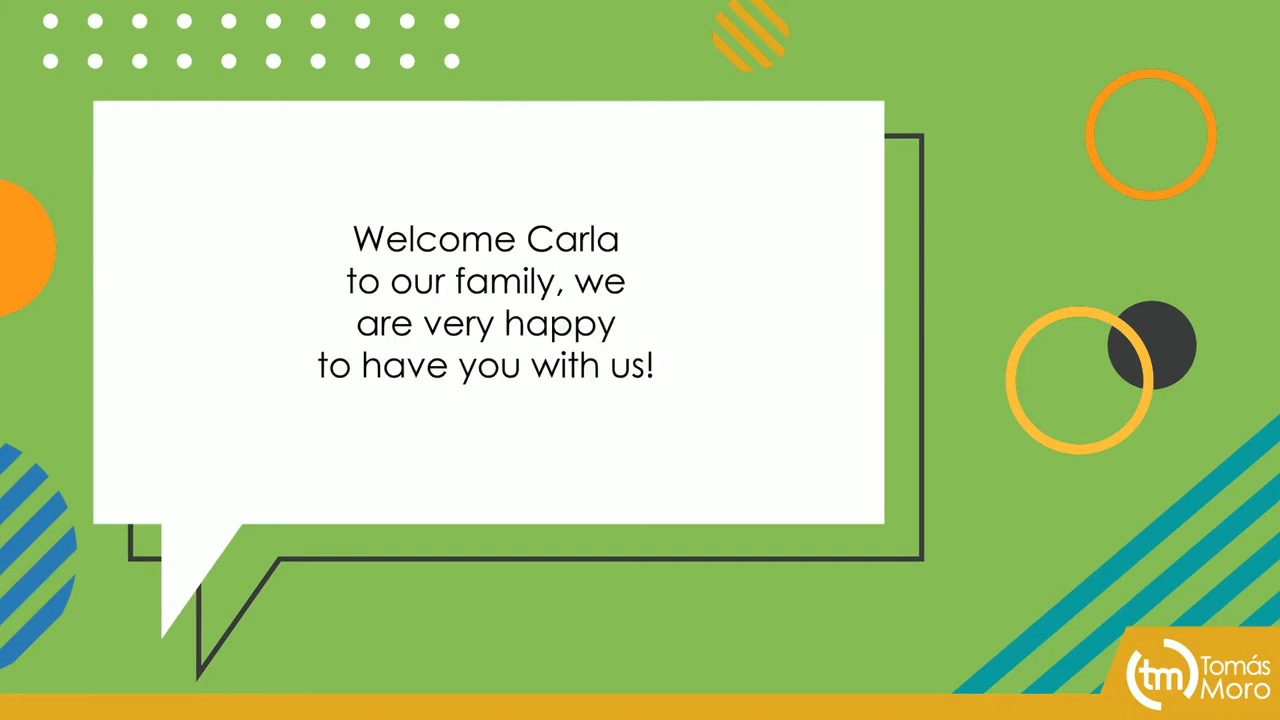 Welcome Carla
to our family, we
are very happy
to have you with us!
tm
Tomás
Moro